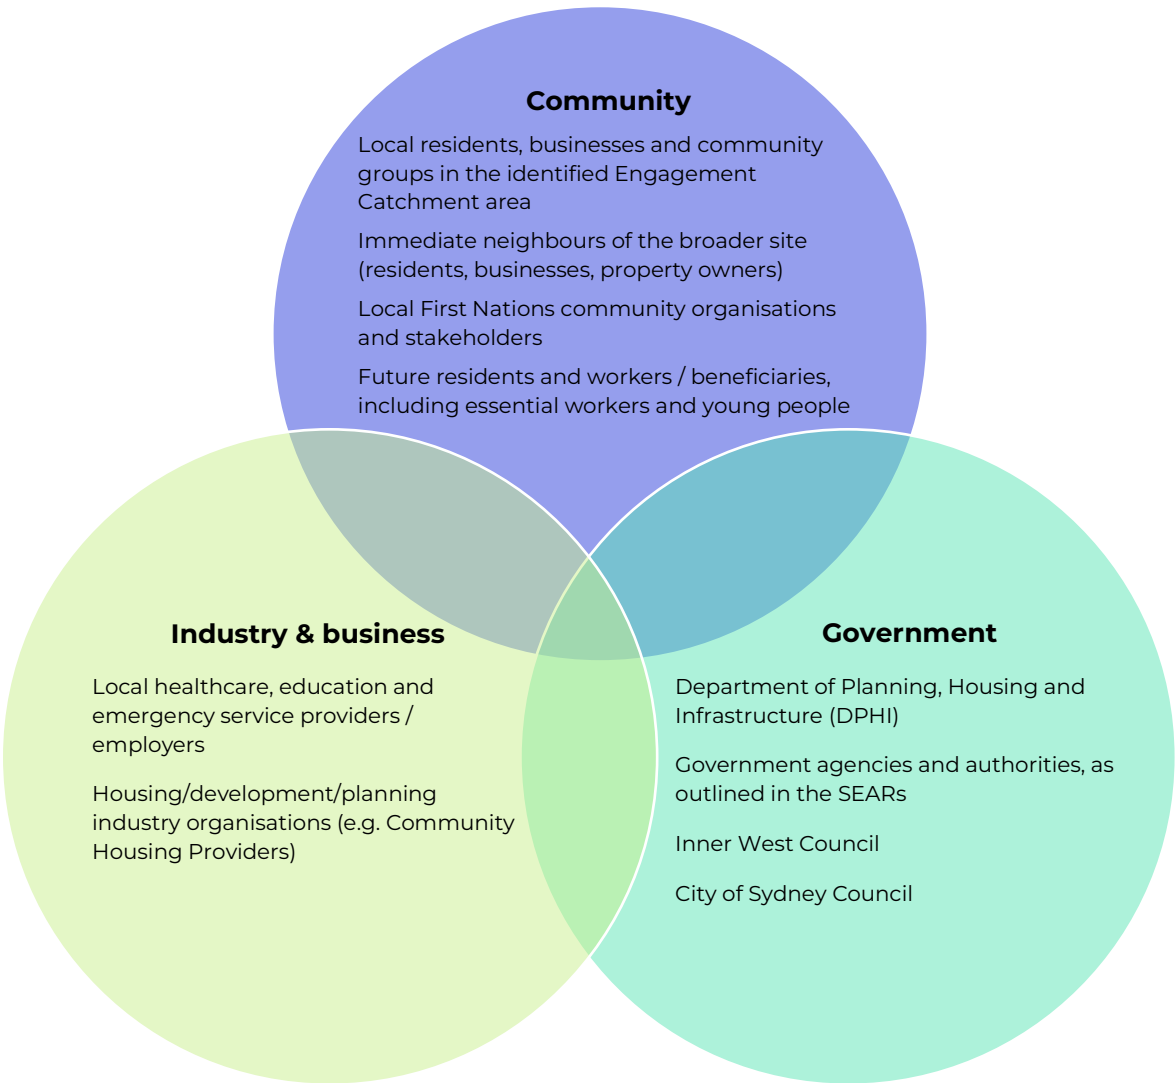 Community
Local residents, businesses and community
groups in the identified Engagement
Catchment area
Immediate neighbours of the broader site
(residents, businesses, property owners)
Local First Nations community organisations
and stakeholders
Future residents and workers / beneficiaries,
including essential workers and young people
Industry & business
Local healthcare, education and
emergency service providers /
employers
Housing/development/planning
industry organisations (e.g. Community
Housing Providers)
Government
Department of Planning, Housing and
Infrastructure (DPHI)
Government agencies and authorities, as
outlined in the SEARs
Inner West Council
City of Sydney Council